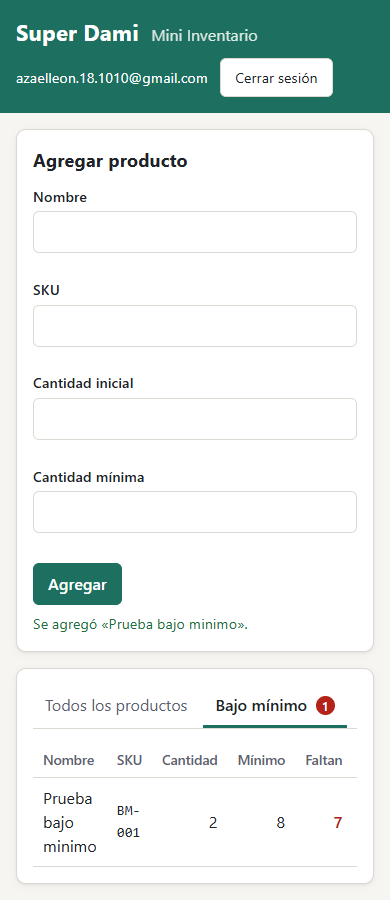 Super Dami Mini Inventario
azaelleon.18.1010@gmail.com Cerrar sesión
Agregar producto
Nombre
SKU
Cantidad inicial
Cantidad mínima
Agregar
Se agregó «Prueba bajo minimo».
Todos los productos Bajo mínimo 1
Nombre SKU Cantidad Mínimo Faltan
Prueba
bajo
minimo
BM-
001
2 8 7